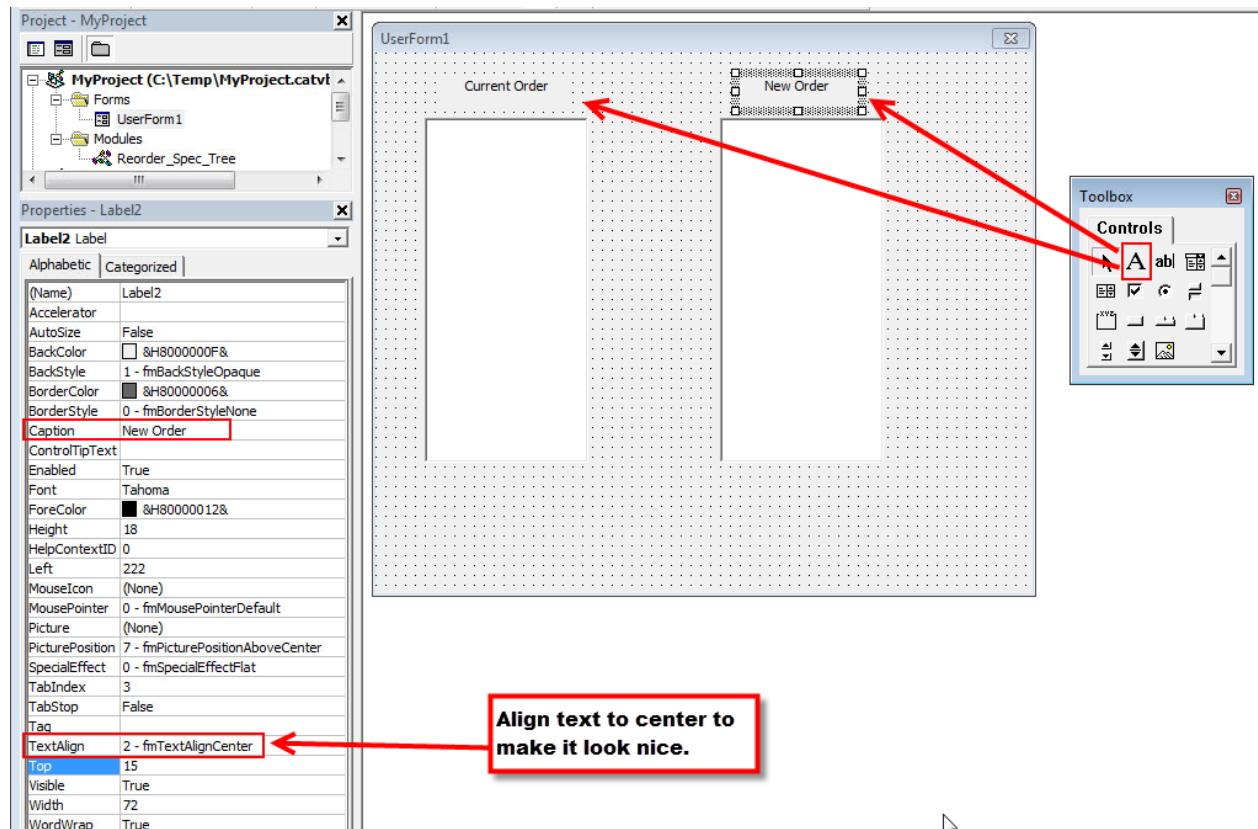 Project - MyProject
MyProject (C:\Temp\MyProject.catvb
Forms
UserForm1
Modules
Reorder_Spec_Tree
Properties - Label2
Label2 Label
Alphabetic Categorized
(Name) Label2
Accelerator
AutoSize False
BackColor &H8000000F&
BackStyle 1 - fmBackStyleOpaque
BorderColor &H80000006&
BorderStyle 0 - fmBorderStyleNone
Caption New Order
ControlTipText
Enabled True
Font Tahoma
ForeColor &H80000012&
Height 18
HelpContextID 0
Left 222
MouseIcon (None)
MousePointer 0 - fmMousePointerDefault
Picture (None)
PicturePosition 7 - fmPicturePositionAboveCenter
SpecialEffect 0 - fmSpecialEffectFlat
TabIndex 3
TabStop False
Tag
TextAlign 2 - fmTextAlignCenter
Top 15
Visible True
Width 72
WordWrap True
UserForm1
Current Order New Order
Toolbox
Controls
A ab|
xyz
Align text to center to
make it look nice.